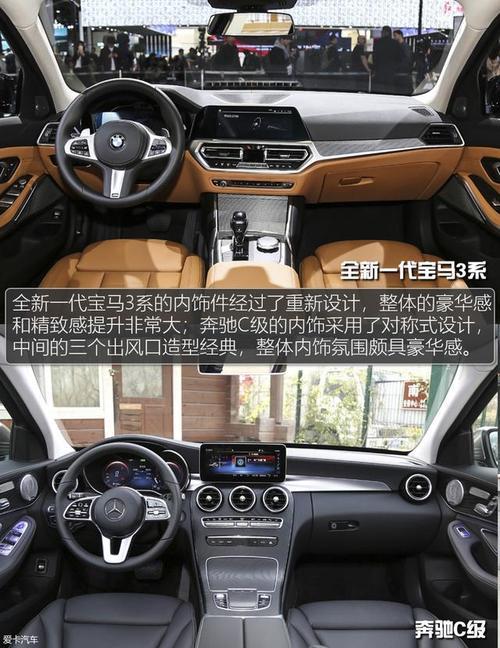 全新一代宝马3系
全新一代宝马3系的内饰件经过了重新设计，整体的豪华感
和精致感提升非常大；奔驰C级的内饰采用了对称式设计，
中间的三个出风口造型经典，整体内饰氛围颇具豪华感。
南
爱卡汽车
奔驰C级